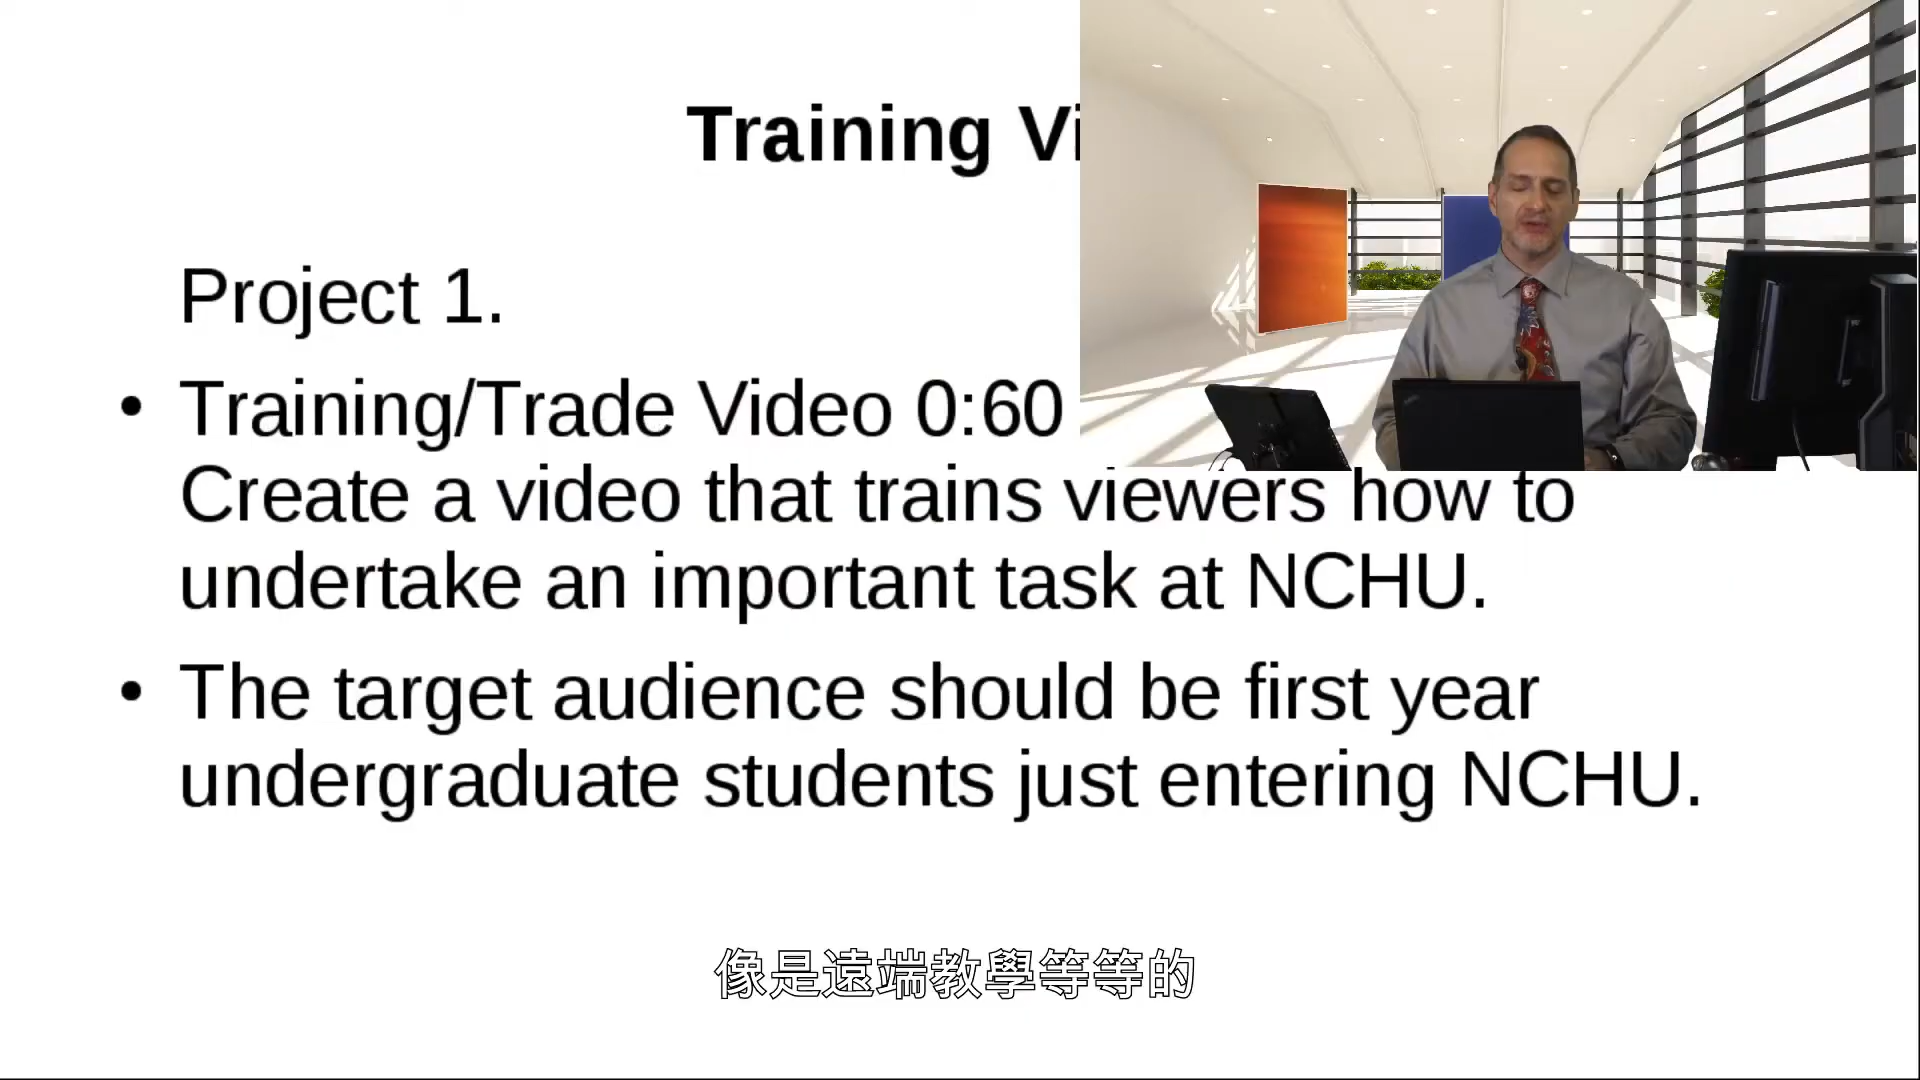 Training Vi
Project 1.
• Training/Trade Video 0:60
Create a video that trains viewers how to
undertake an important task at NCHU.
• The target audience should be first year
undergraduate students just entering NCHU.
像是遠端教學等等的